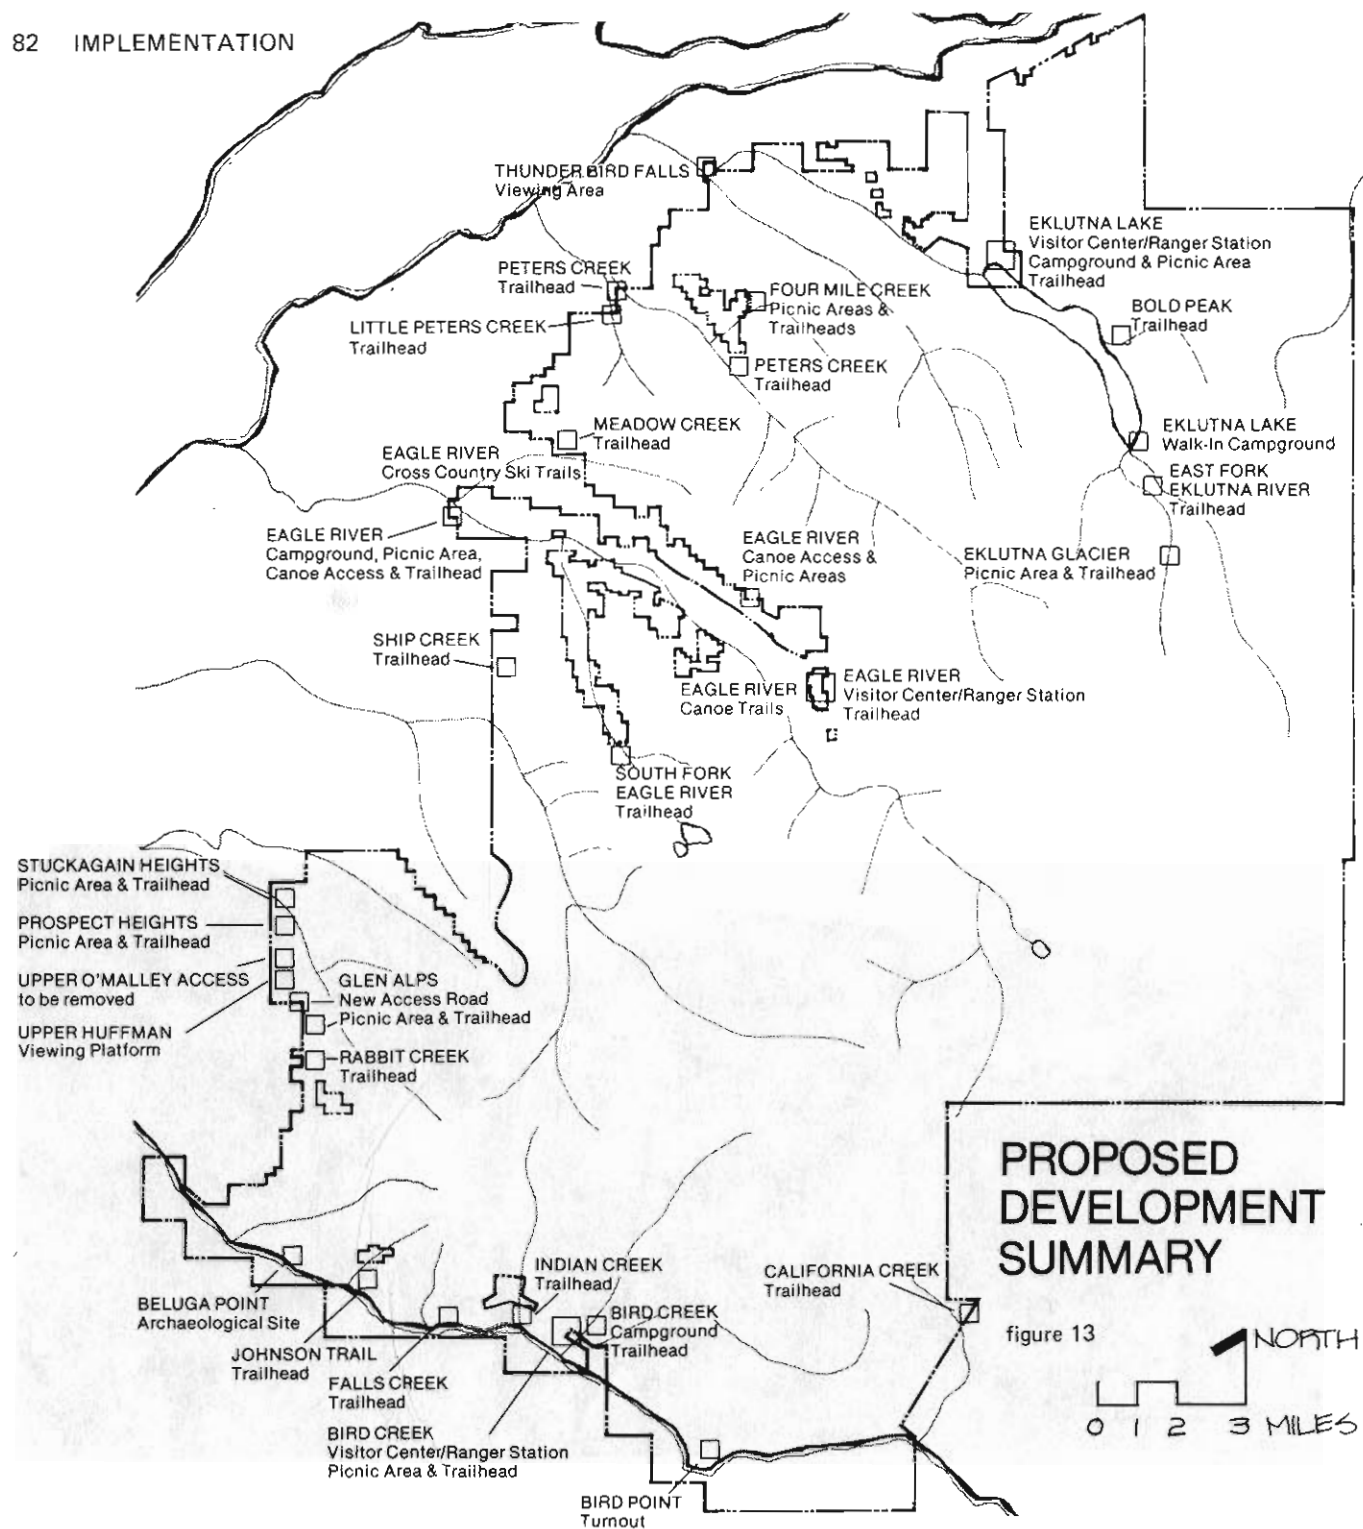 82 IMPLEMENTATION
THUNDER BIRD FALLS
Viewing Area
EKLUTNA LAKE
Visitor Center/Ranger Station
Campground & Picnic Area
Trailhead
PETERS CREEK
Trailhead
FOUR MILE CREEK
Picnic Areas &
Trailheads
BOLD PEAK
Trailhead
LITTLE PETERS CREEK
Trailhead
PETERS CREEK
Trailhead
MEADOW CREEK
Trailhead
EKLUTNA LAKE
Walk-In Campground
EAGLE RIVER
Cross Country Ski Trails
EAST FORK
EKLUTNA RIVER
Trailhead
EAGLE RIVER
Campground, Picnic Area,
Canoe Access & Trailhead
EAGLE RIVER
Canoe Access &
Picnic Areas
EKLUTNA GLACIER
Picnic Area & Trailhead
SHIP CREEK
Trailhead
EAGLE RIVER
Canoe Trails
EAGLE RIVER
Visitor Center/Ranger Station
Trailhead
SOUTH FORK
EAGLE RIVER
Trailhead
STUCKAGAIN HEIGHTS
Picnic Area & Trailhead
PROSPECT HEIGHTS
Picnic Area & Trailhead
UPPER O'MALLEY ACCESS
to be removed
GLEN ALPS
New Access Road
Picnic Area & Trailhead
UPPER HUFFMAN
Viewing Platform
RABBIT CREEK
Trailhead
PROPOSED
DEVELOPMENT
SUMMARY
figure 13
NORTH
0 1 2 3 MILES
INDIAN CREEK
Trailhead
CALIFORNIA CREEK
Trailhead
BELUGA POINT
Archaeological Site
BIRD CREEK
Campground
Trailhead
JOHNSON TRAIL
Trailhead
FALLS CREEK
Trailhead
BIRD CREEK
Visitor Center/Ranger Station
Picnic Area & Trailhead
BIRD POINT
Turnout